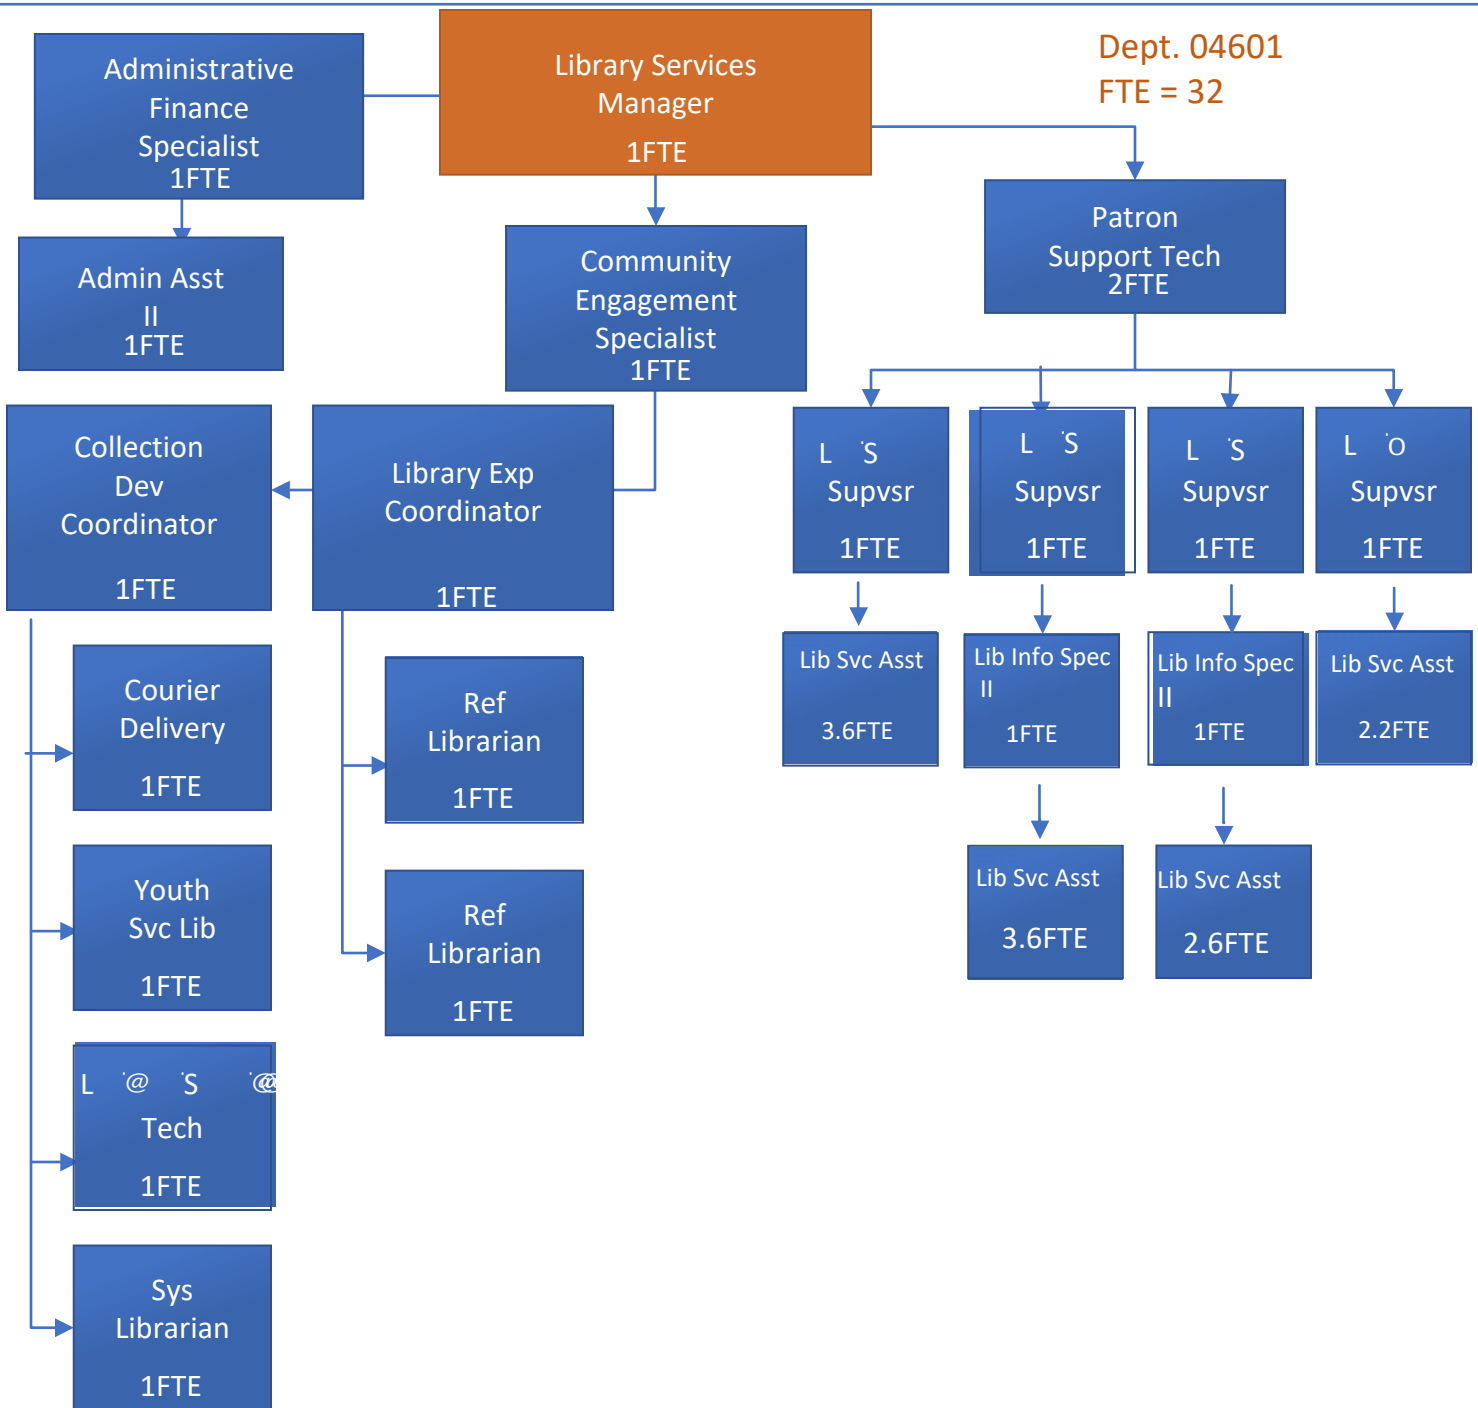 Administrative
Finance
Specialist
1FTE
Library Services
Manager
1FTE
Dept. 04601
FTE = 32
Admin Asst
II
1FTE
Community
Engagement
Specialist
1FTE
Patron
Support Tech
2FTE
Collection
Dev
Coordinator
1FTE
Library Exp
Coordinator
1FTE
L S
Supvsr
1FTE
L S
Supvsr
1FTE
L S
Supvsr
1FTE
L O
Supvsr
1FTE
Lib Svc Asst
3.6FTE
Lib Info Spec
II
1FTE
Lib Info Spec
II
1FTE
Lib Svc Asst
2.2FTE
Courier
Delivery
1FTE
Ref
Librarian
1FTE
Lib Svc Asst
3.6FTE
Lib Svc Asst
2.6FTE
Youth
Svc Lib
1FTE
Ref
Librarian
1FTE
L @ S @@
Tech
1FTE
Sys
Librarian
1FTE